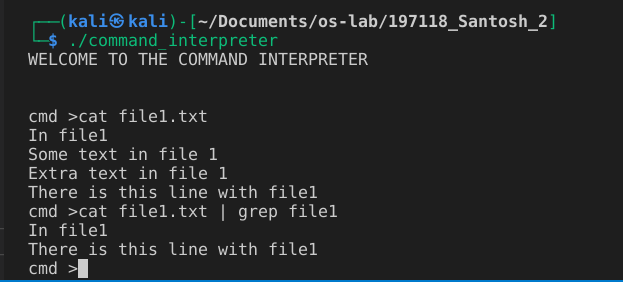 ┌──(kali㉿kali)-[~/Documents/os-lab/197118_Santosh_2]
└─$ ./command_interpreter
WELCOME TO THE COMMAND INTERPRETER
cmd >cat file1.txt
In file1
Some text in file 1
Extra text in file 1
There is this line with file1
cmd >cat file1.txt | grep file1
In file1
There is this line with file1
cmd >